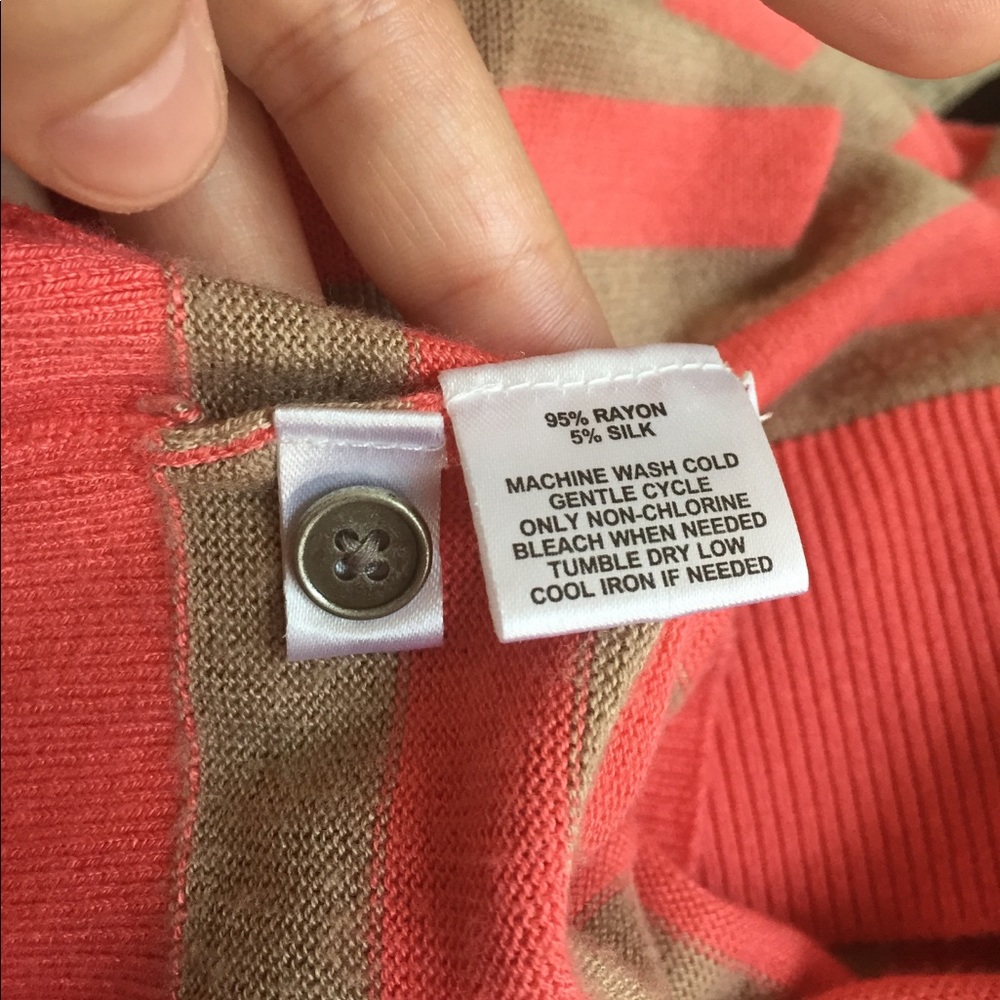 95% RAYON
5% SILK
MACHINE WASH COLD
GENTLE CYCLE
ONLY NON-CHLORINE
BLEACH WHEN NEEDED
TUMBLE DRY LOW
COOL IRON IF NEEDED